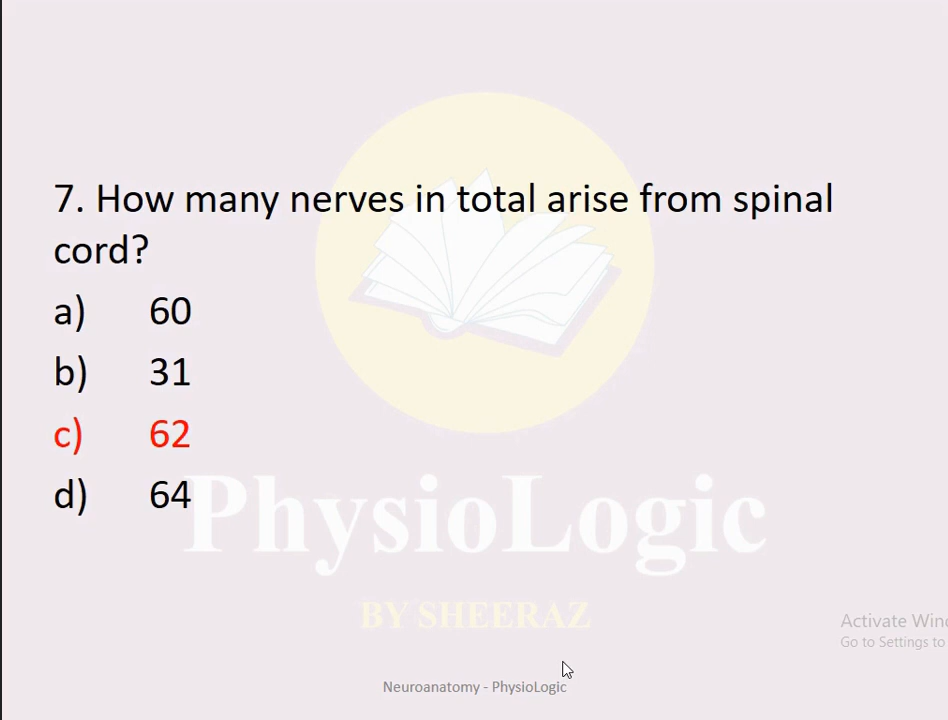 7. How many nerves in total arise from spinal
cord?
a) 60
b) 31
c) 62
d) 64
PhysioLogic
BY SHEERAZ
Activate Win
Go to Settings to
Neuroanatomy - PhysioLogic